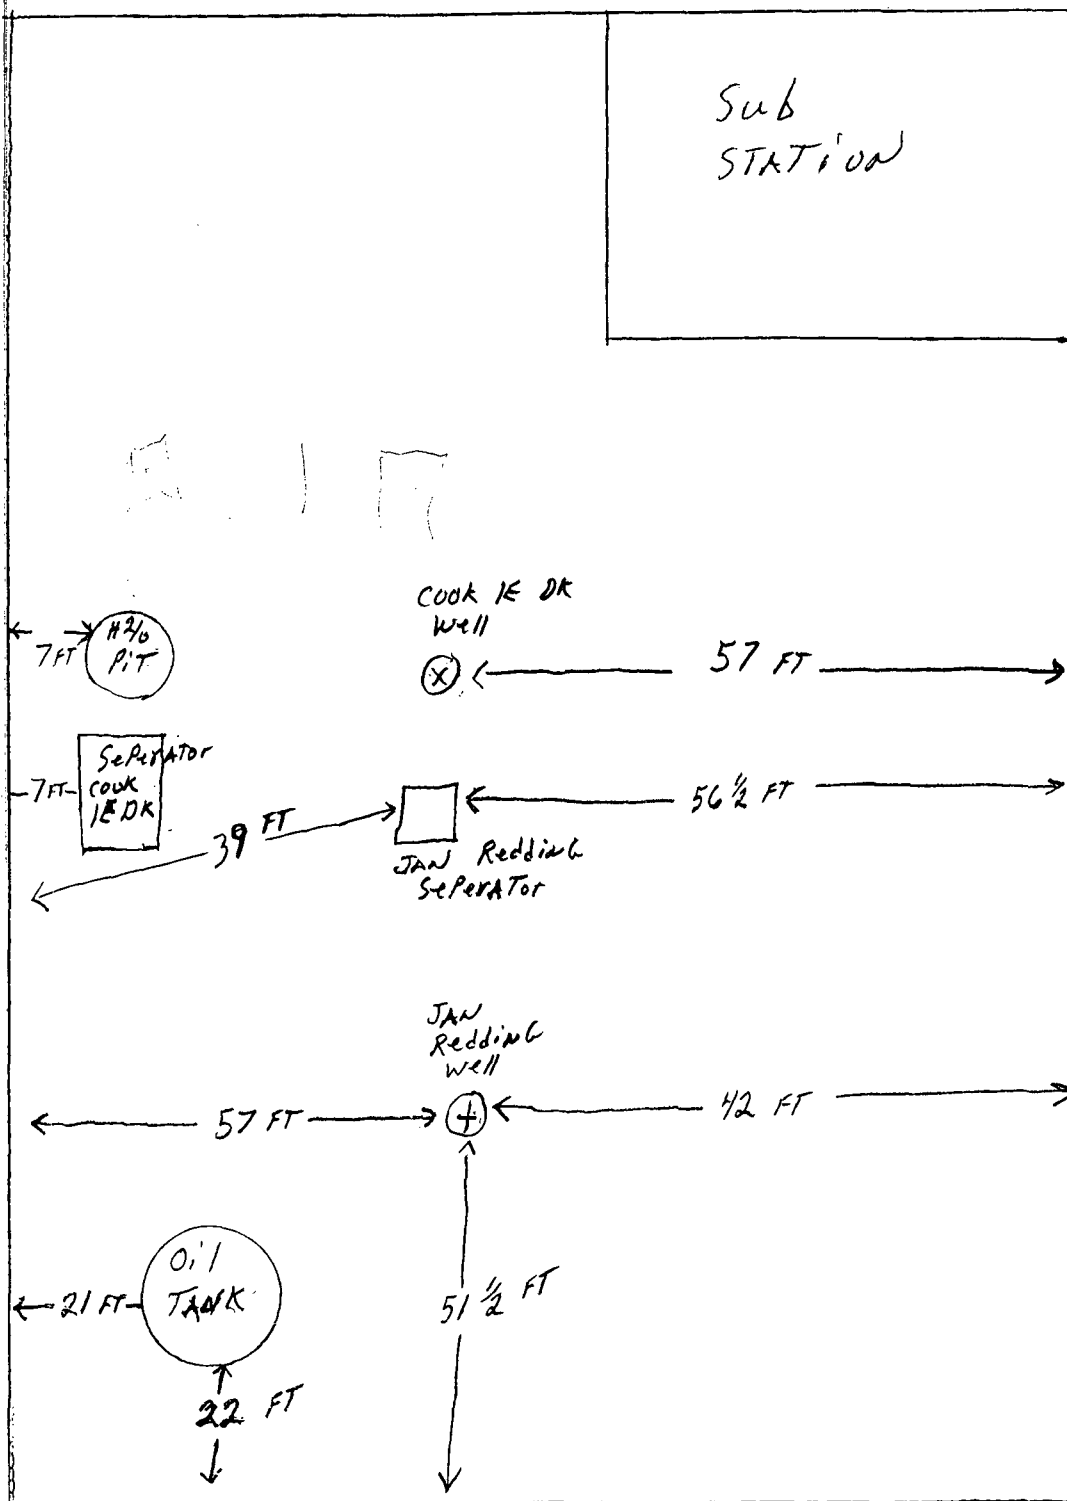 Sub
STATION
COOK 1E DK
Well
H2/0
PiT
7 FT
57 FT
SePerATor
COOK
1E DK
7 FT
56 1/2 FT
39 FT
JAN ReddiNG
SePerATor
JAN
ReddiNG
Well
57 FT
42 FT
Oil
TANK
21 FT
51 1/2 FT
22 FT